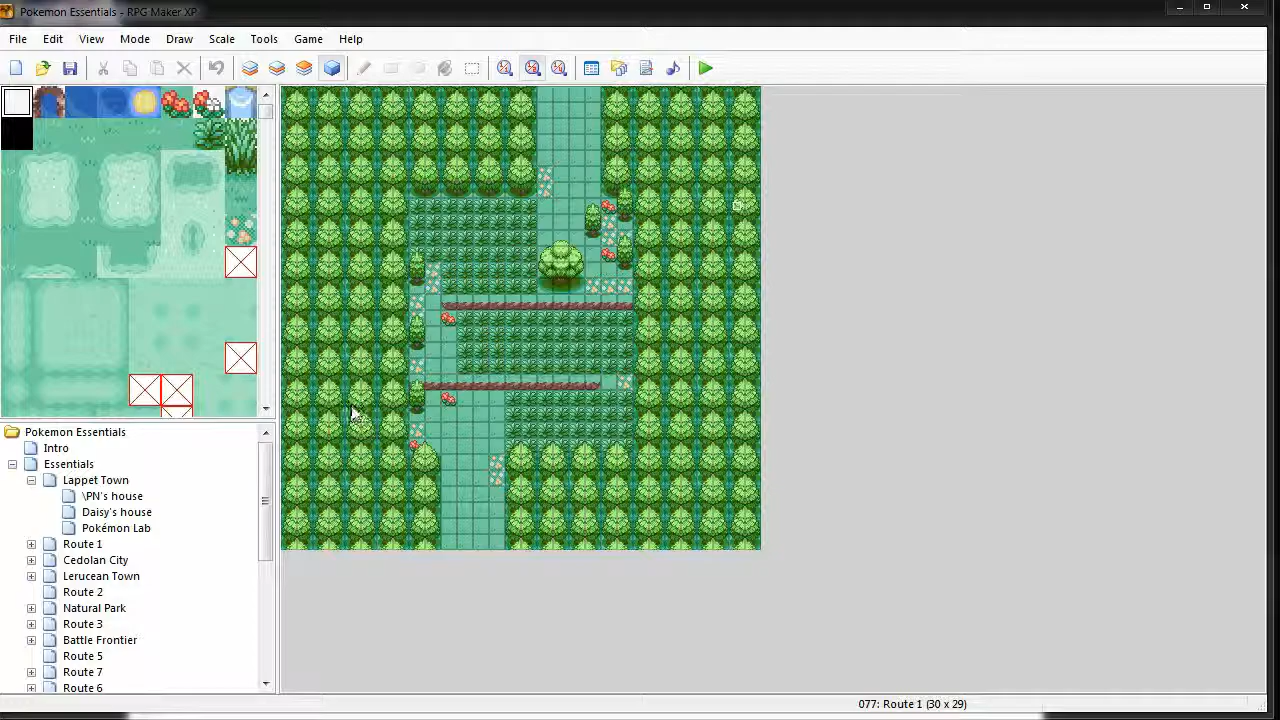 Pokemon Essentials - RPG Maker XP
File Edit View Mode Draw Scale Tools Game Help
Pokemon Essentials
Intro
Essentials
Lappet Town
\PN's house
Daisy's house
Pokémon Lab
Route 1
Cedolan City
Lerucean Town
Route 2
Natural Park
Route 3
Battle Frontier
Route 5
Route 7
Route 6
077: Route 1 (30 x 29)